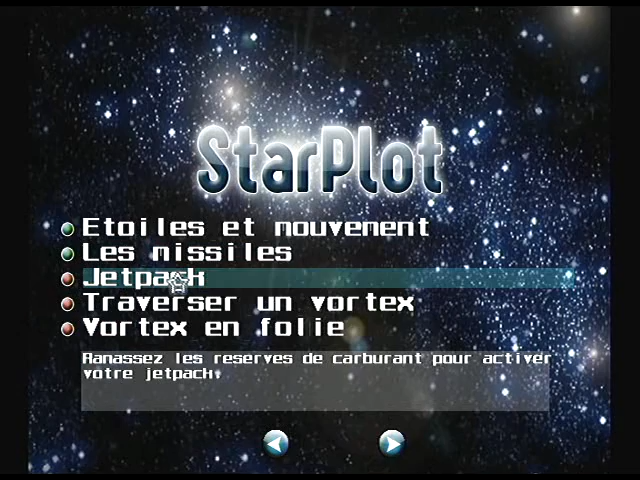 StarPlot
Etoiles et mouvement
Les missiles
Jetpack
Traverser un vortex
Vortex en folie
Ramassez les reserves de carburant pour activer
votre jetpack.